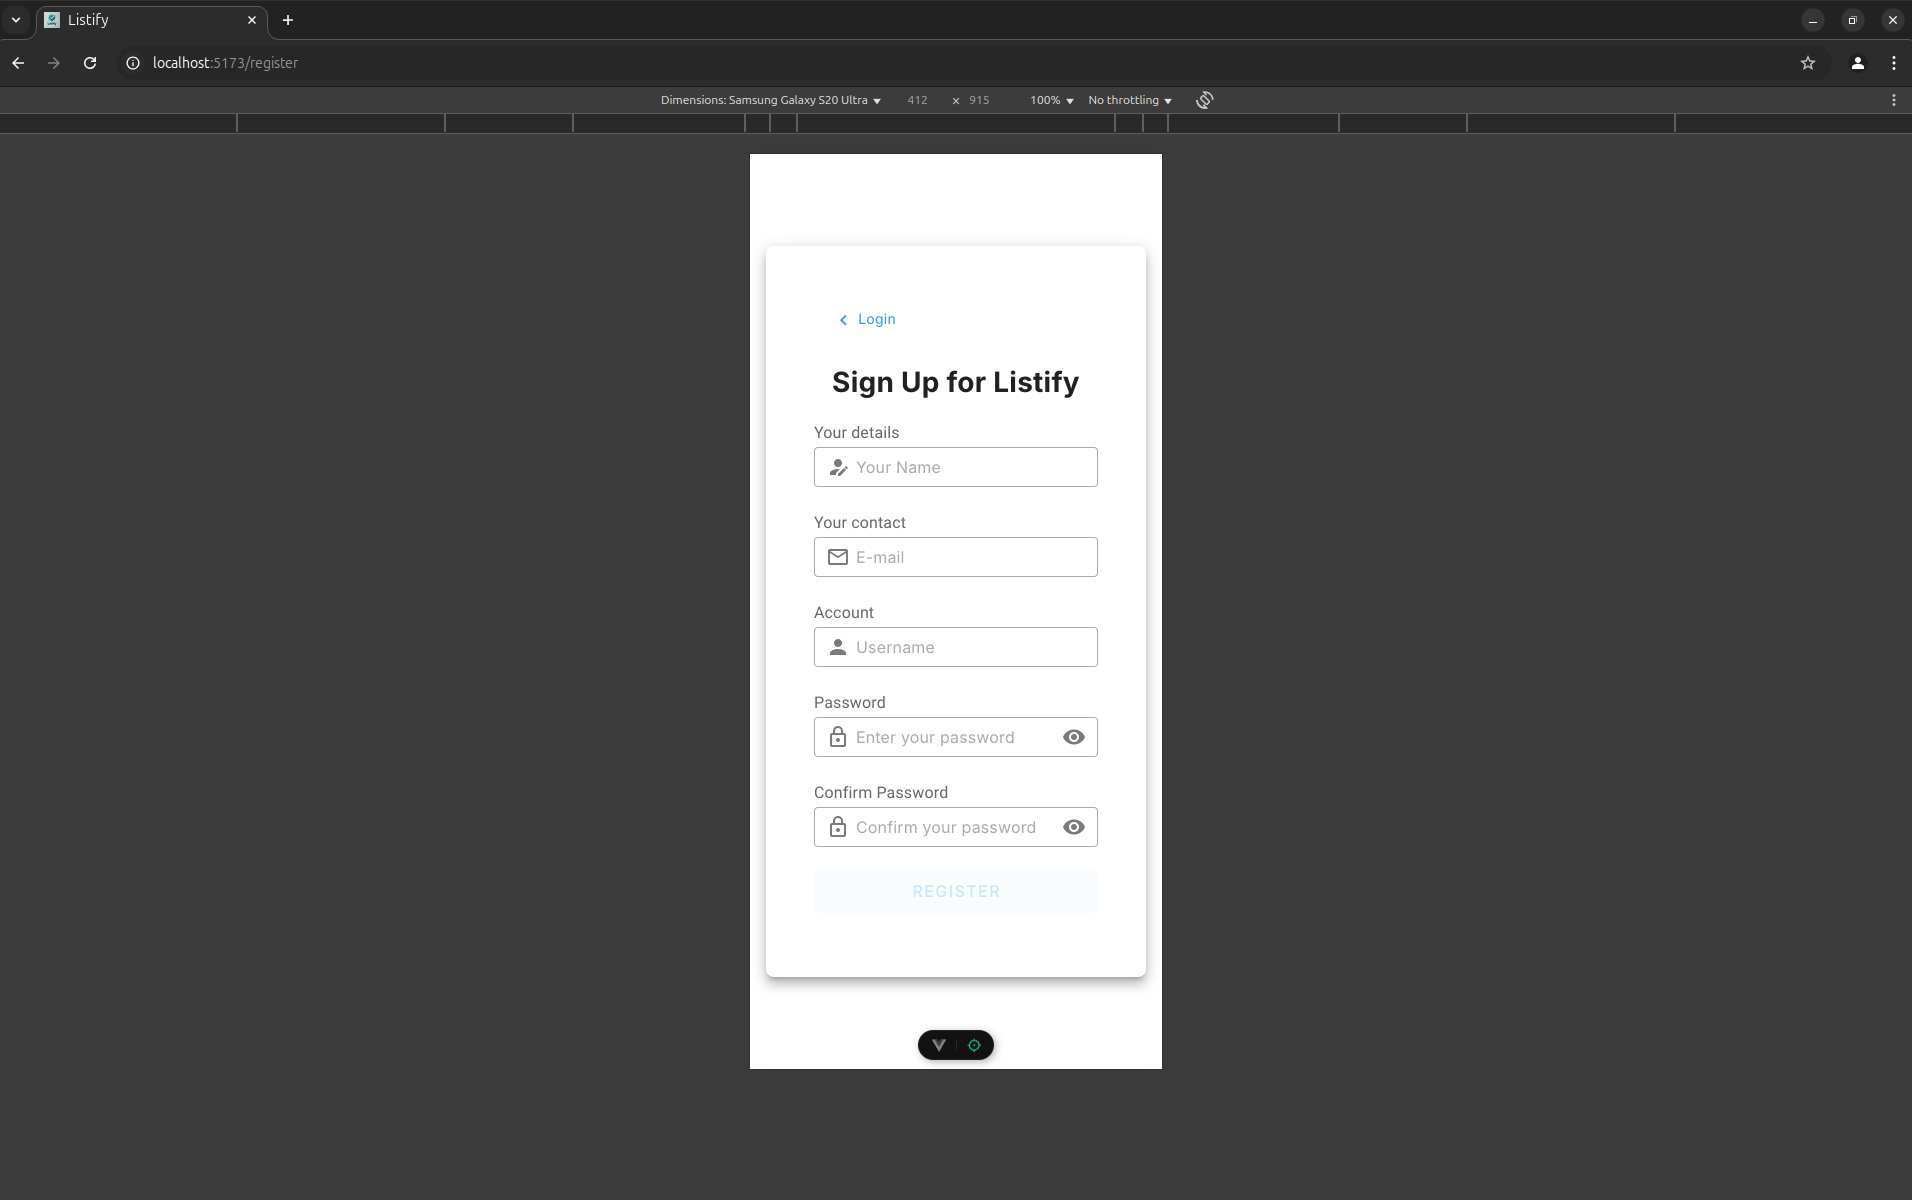 Listify
localhost:5173/register
Dimensions: Samsung Galaxy S20 Ultra 412 × 915 100% No throttling
Login
Sign Up for Listify
Your details
Your Name
Your contact
E-mail
Account
Username
Password
Enter your password
Confirm Password
Confirm your password
REGISTER